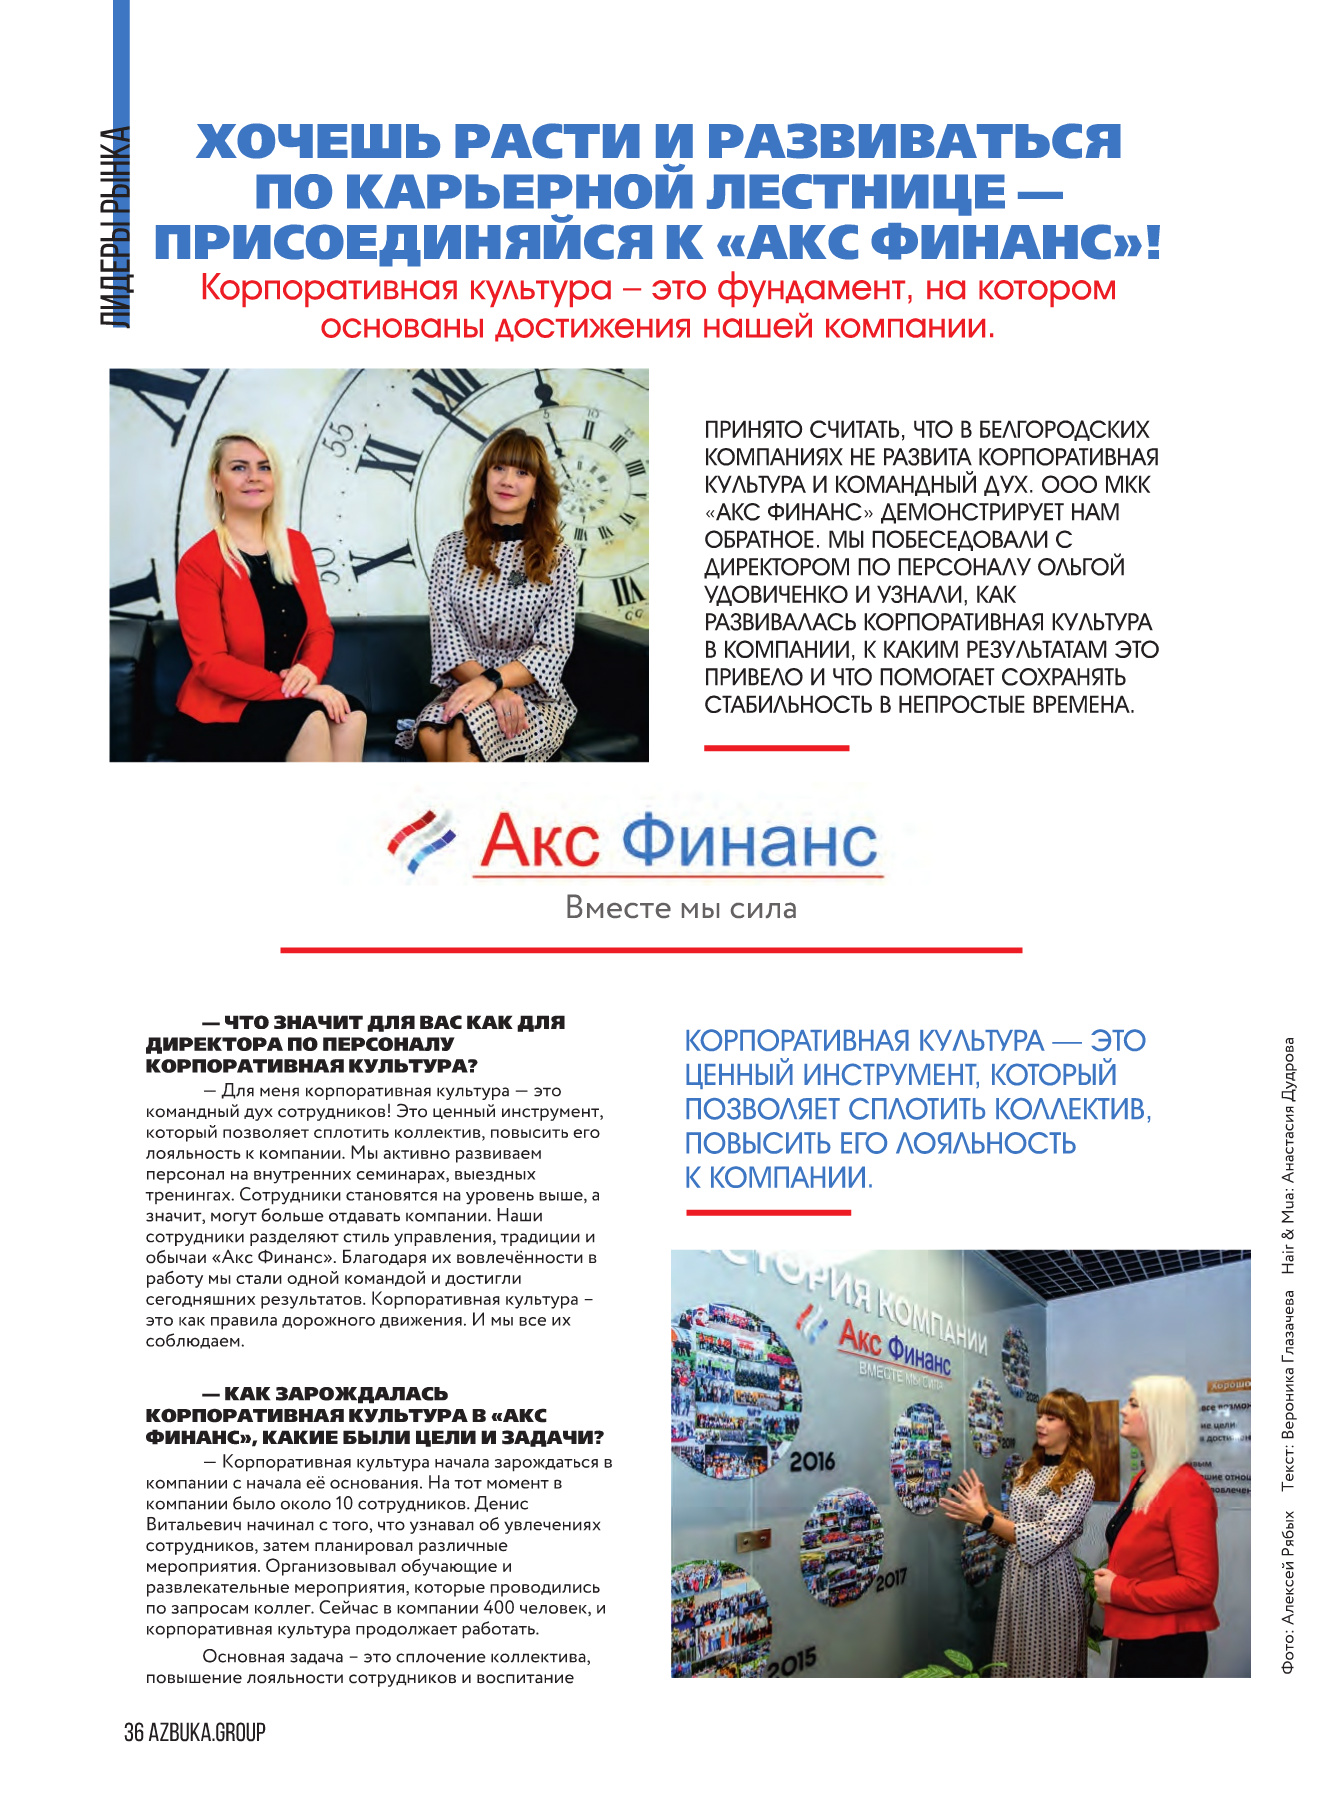 ЛИДЕРЫ РЫНКА
ХОЧЕШЬ РАСТИ И РАЗВИВАТЬСЯ
ПО КАРЬЕРНОЙ ЛЕСТНИЦЕ —
ПРИСОЕДИНЯЙСЯ К «АКС ФИНАНС»!
Корпоративная культура – это фундамент, на котором
основаны достижения нашей компании.
55
50
5
10
ПРИНЯТО СЧИТАТЬ, ЧТО В БЕЛГОРОДСКИХ
КОМПАНИЯХ НЕ РАЗВИТА КОРПОРАТИВНАЯ
КУЛЬТУРА И КОМАНДНЫЙ ДУХ. ООО МКК
«АКС ФИНАНС» ДЕМОНСТРИРУЕТ НАМ
ОБРАТНОЕ. МЫ ПОБЕСЕДОВАЛИ С
ДИРЕКТОРОМ ПО ПЕРСОНАЛУ ОЛЬГОЙ
УДОВИЧЕНКО И УЗНАЛИ, КАК
РАЗВИВАЛАСЬ КОРПОРАТИВНАЯ КУЛЬТУРА
В КОМПАНИИ, К КАКИМ РЕЗУЛЬТАТАМ ЭТО
ПРИВЕЛО И ЧТО ПОМОГАЕТ СОХРАНЯТЬ
СТАБИЛЬНОСТЬ В НЕПРОСТЫЕ ВРЕМЕНА.
Акс Финанс
Вместе мы сила
— ЧТО ЗНАЧИТ ДЛЯ ВАС КАК ДЛЯ
ДИРЕКТОРА ПО ПЕРСОНАЛУ
КОРПОРАТИВНАЯ КУЛЬТУРА?
— Для меня корпоративная культура — это
командный дух сотрудников! Это ценный инструмент,
который позволяет сплотить коллектив, повысить его
лояльность к компании. Мы активно развиваем
персонал на внутренних семинарах, выездных
тренингах. Сотрудники становятся на уровень выше, а
значит, могут больше отдавать компании. Наши
сотрудники разделяют стиль управления, традиции и
обычаи «Акс Финанс». Благодаря их вовлечённости в
работу мы стали одной командой и достигли
сегодняшних результатов. Корпоративная культура –
это как правила дорожного движения. И мы все их
соблюдаем.
— КАК ЗАРОЖДАЛАСЬ
КОРПОРАТИВНАЯ КУЛЬТУРА В «АКС
ФИНАНС», КАКИЕ БЫЛИ ЦЕЛИ И ЗАДАЧИ?
— Корпоративная культура начала зарождаться в
компании с начала её основания. На тот момент в
компании было около 10 сотрудников. Денис
Витальевич начинал с того, что узнавал об увлечениях
сотрудников, затем планировал различные
мероприятия. Организовывал обучающие и
развлекательные мероприятия, которые проводились
по запросам коллег. Сейчас в компании 400 человек, и
корпоративная культура продолжает работать.
Основная задача – это сплочение коллектива,
повышение лояльности сотрудников и воспитание
КОРПОРАТИВНАЯ КУЛЬТУРА — ЭТО
ЦЕННЫЙ ИНСТРУМЕНТ, КОТОРЫЙ
ПОЗВОЛЯЕТ СПЛОТИТЬ КОЛЛЕКТИВ,
ПОВЫСИТЬ ЕГО ЛОЯЛЬНОСТЬ
К КОМПАНИИ.
СТОРИЯ КОМПАНИИ
Акс Финанс
ВМЕСТЕ МЫ СИЛА
2016
2017
2015
Фото: Алексей Рябых Текст: Вероника Глазачева Hair & Mua: Анастасия Дудрова
36 AZBUKA.GROUP